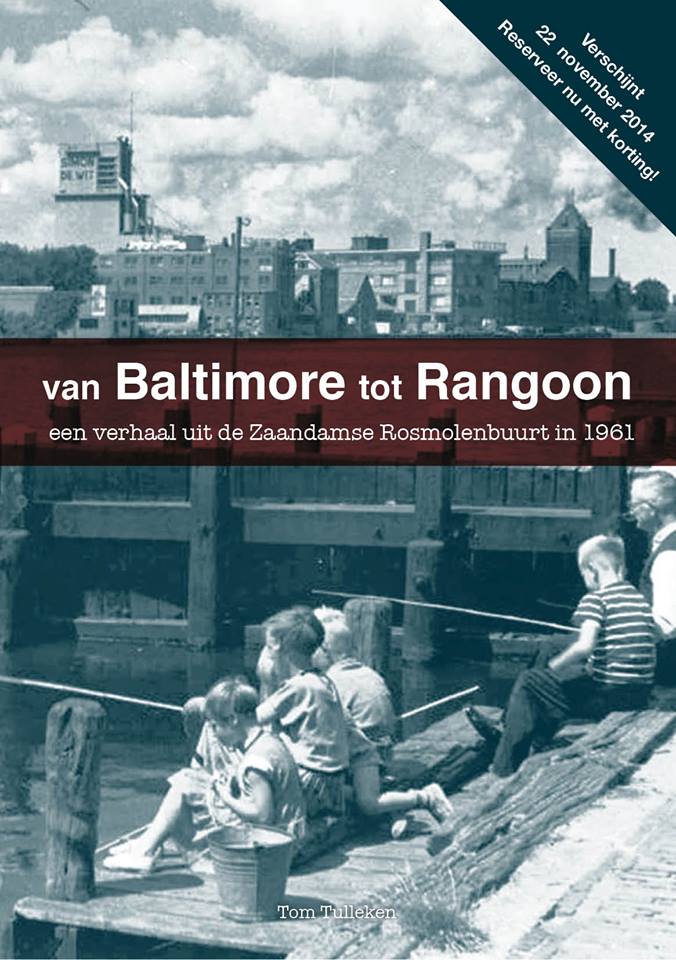 Verschijnt
22 november 2014
Reserveer nu met korting!
SIMON
DE WIT
van Baltimore tot Rangoon
een verhaal uit de Zaandamse Rosmolenbuurt in 1961
Tom Tulleken